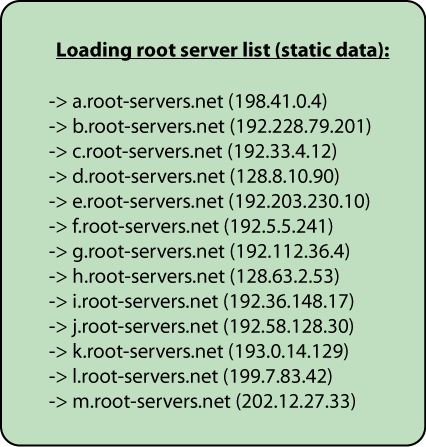 Loading root server list (static data):
-> a.root-servers.net (198.41.0.4)
-> b.root-servers.net (192.228.79.201)
-> c.root-servers.net (192.33.4.12)
-> d.root-servers.net (128.8.10.90)
-> e.root-servers.net (192.203.230.10)
-> f.root-servers.net (192.5.5.241)
-> g.root-servers.net (192.112.36.4)
-> h.root-servers.net (128.63.2.53)
-> i.root-servers.net (192.36.148.17)
-> j.root-servers.net (192.58.128.30)
-> k.root-servers.net (193.0.14.129)
-> l.root-servers.net (199.7.83.42)
-> m.root-servers.net (202.12.27.33)